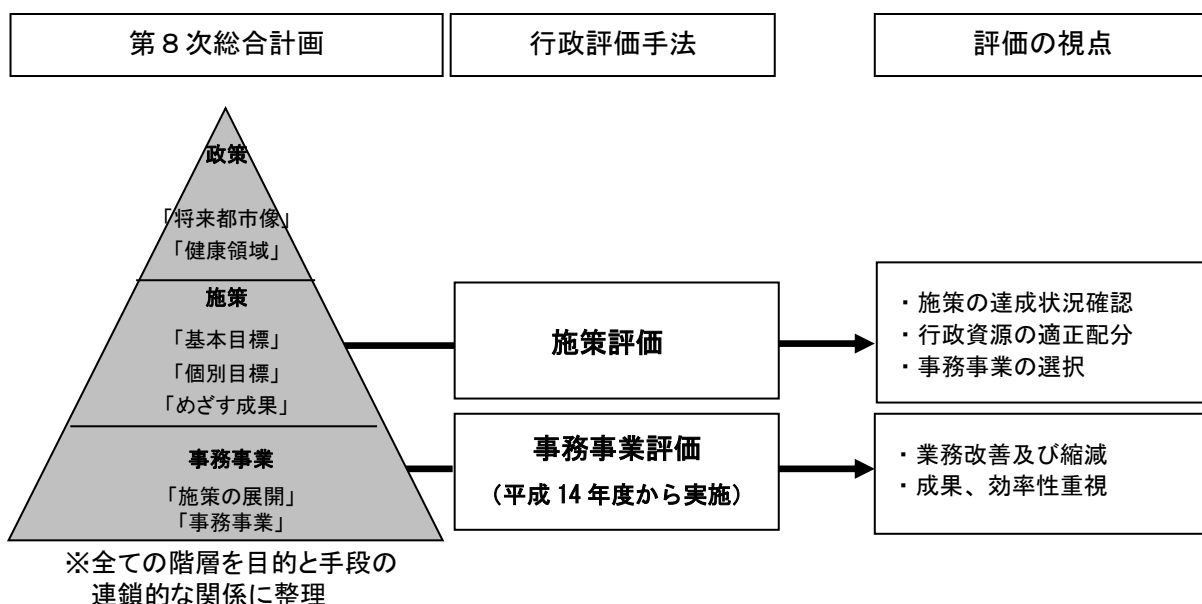 第8次総合計画
行政評価手法
評価の視点
政策
「将来都市像」
「健康領域」
施策
「基本目標」
「個別目標」
「めざす成果」
事務事業
「施策の展開」
「事務事業」
※全ての階層を目的と手段の
連鎖的な関係に整理
施策評価
事務事業評価
（平成14年度から実施）
・施策の達成状況確認
・行政資源の適正配分
・事務事業の選択
・業務改善及び縮減
・成果、効率性重視